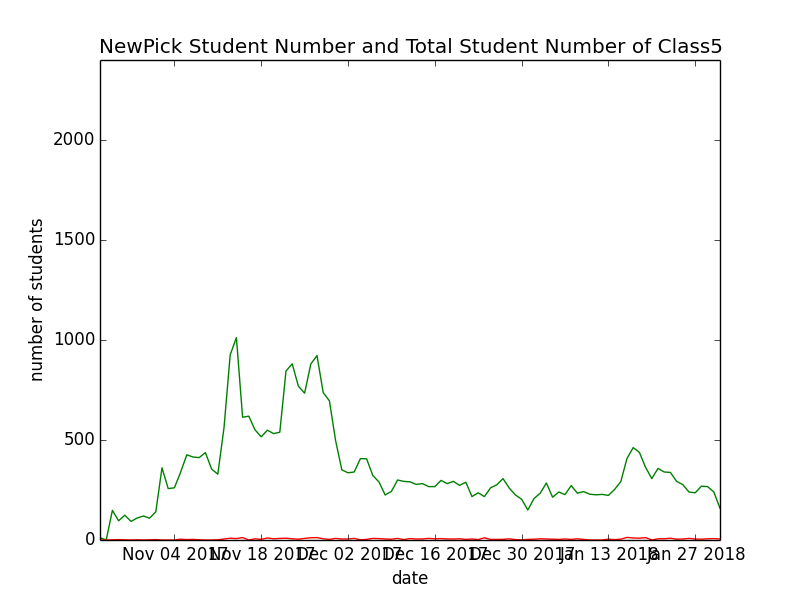 NewPick Student Number and Total Student Number of Class5
2000
1500
1000
500
0
number of students
Nov 04 2017 Nov 18 2017 Dec 02 2017 Dec 16 2017 Dec 30 2017 Jan 13 2018 Jan 27 2018
date